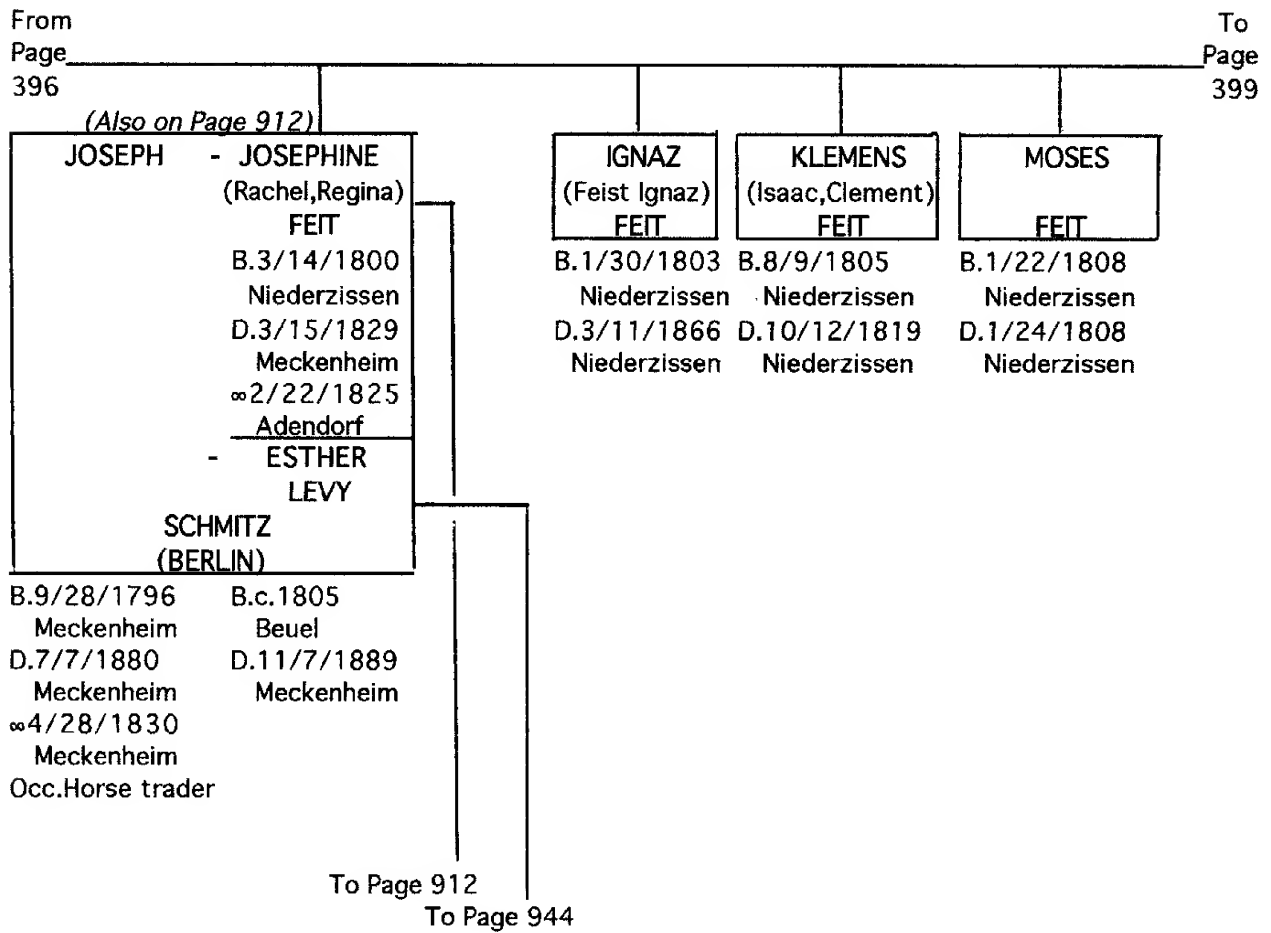 From
Page
396
To
Page
399
(Also on Page 912)
JOSEPH - JOSEPHINE
(Rachel,Regina)
FEIT
B.3/14/1800
Niederzissen
D.3/15/1829
Meckenheim
∞2/22/1825
Adendorf
- ESTHER
LEVY
SCHMITZ
(BERLIN)
B.9/28/1796
Meckenheim
D.7/7/1880
Meckenheim
∞4/28/1830
Meckenheim
Occ.Horse trader
B.c.1805
Beuel
D.11/7/1889
Meckenheim
IGNAZ
(Feist Ignaz)
FEIT
B.1/30/1803
Niederzissen
D.3/11/1866
Niederzissen
KLEMENS
(Isaac,Clement)
FEIT
B.8/9/1805
Niederzissen
D.10/12/1819
Niederzissen
MOSES
FEIT
B.1/22/1808
Niederzissen
D.1/24/1808
Niederzissen
To Page 912
To Page 944